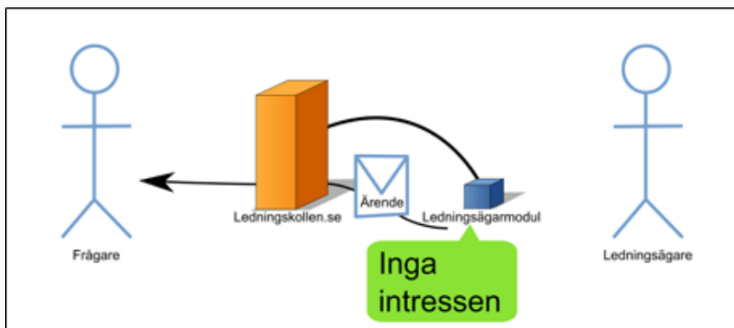 Ärende
Ledningskollen.se
Ledningsägarmodul
Frågare
Ledningsägare
Inga
intressen